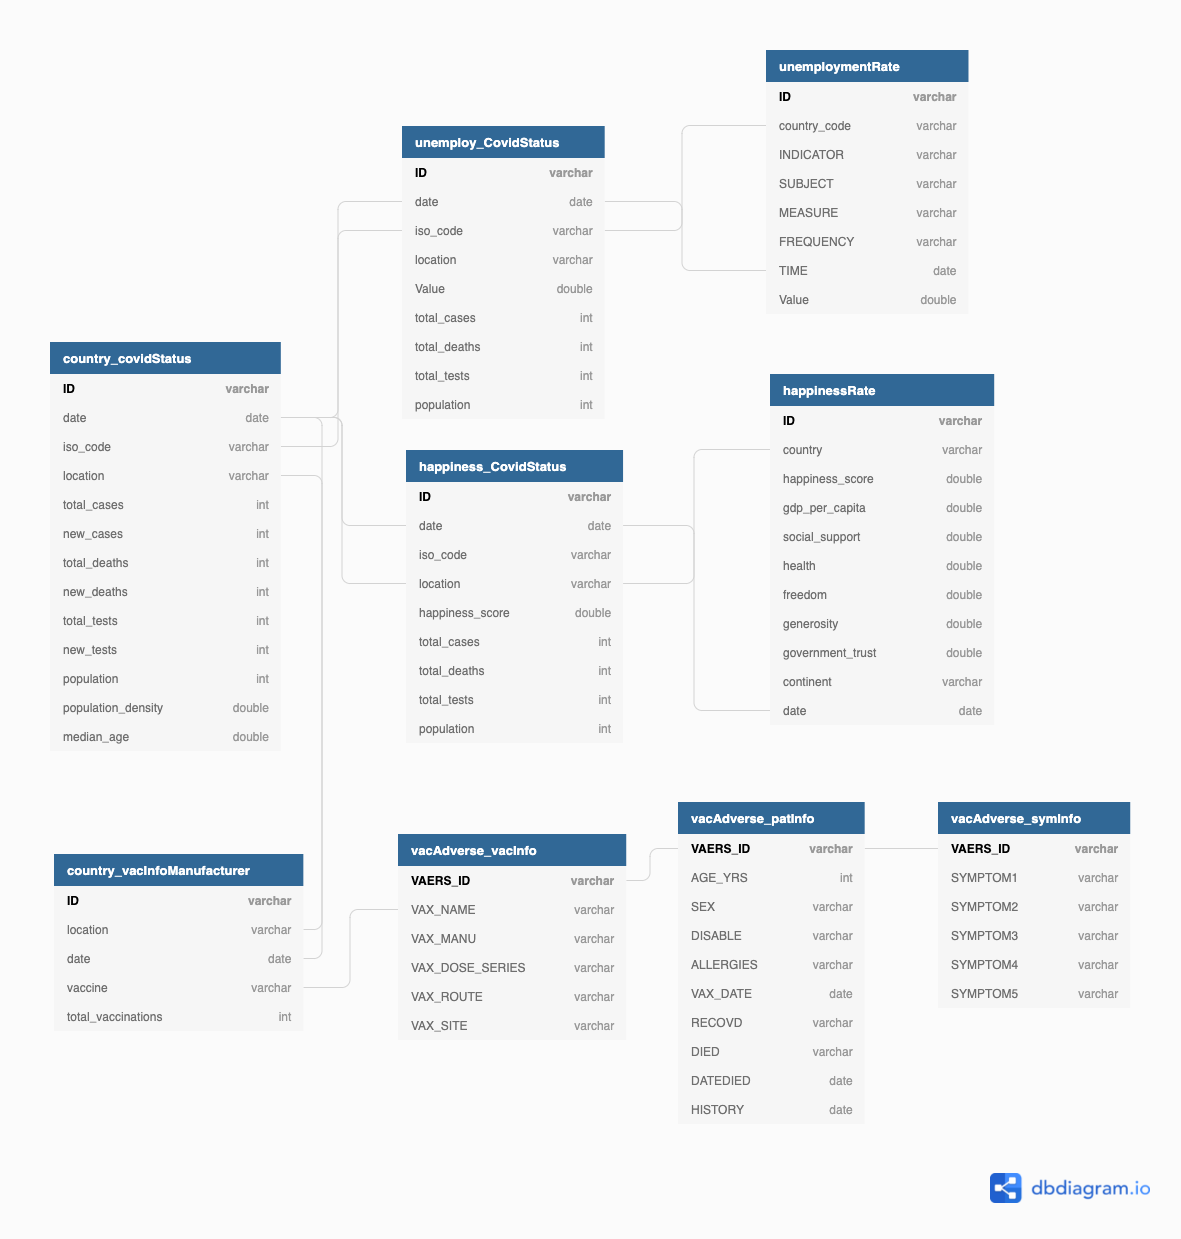 unemploymentRate
ID varchar
country_code varchar
INDICATOR varchar
SUBJECT varchar
MEASURE varchar
FREQUENCY varchar
TIME date
Value double
unemploy_CovidStatus
ID varchar
date date
iso_code varchar
location varchar
Value double
total_cases int
total_deaths int
total_tests int
population int
country_covidStatus
ID varchar
date date
iso_code varchar
location varchar
total_cases int
new_cases int
total_deaths int
new_deaths int
total_tests int
new_tests int
population int
population_density double
median_age double
happinessRate
ID varchar
country varchar
happiness_score double
gdp_per_capita double
social_support double
health double
freedom double
generosity double
government_trust double
continent varchar
date date
happiness_CovidStatus
ID varchar
date date
iso_code varchar
location varchar
happiness_score double
total_cases int
total_deaths int
total_tests int
population int
country_vacInfoManufacturer
ID varchar
location varchar
date date
vaccine varchar
total_vaccinations int
vacAdverse_vacInfo
VAERS_ID varchar
VAX_NAME varchar
VAX_MANU varchar
VAX_DOSE_SERIES varchar
VAX_ROUTE varchar
VAX_SITE varchar
vacAdverse_patInfo
VAERS_ID varchar
AGE_YRS int
SEX varchar
DISABLE varchar
ALLERGIES varchar
VAX_DATE date
RECOVD varchar
DIED varchar
DATEDIED date
HISTORY date
vacAdverse_symInfo
VAERS_ID varchar
SYMPTOM1 varchar
SYMPTOM2 varchar
SYMPTOM3 varchar
SYMPTOM4 varchar
SYMPTOM5 varchar
dbdiagram.io